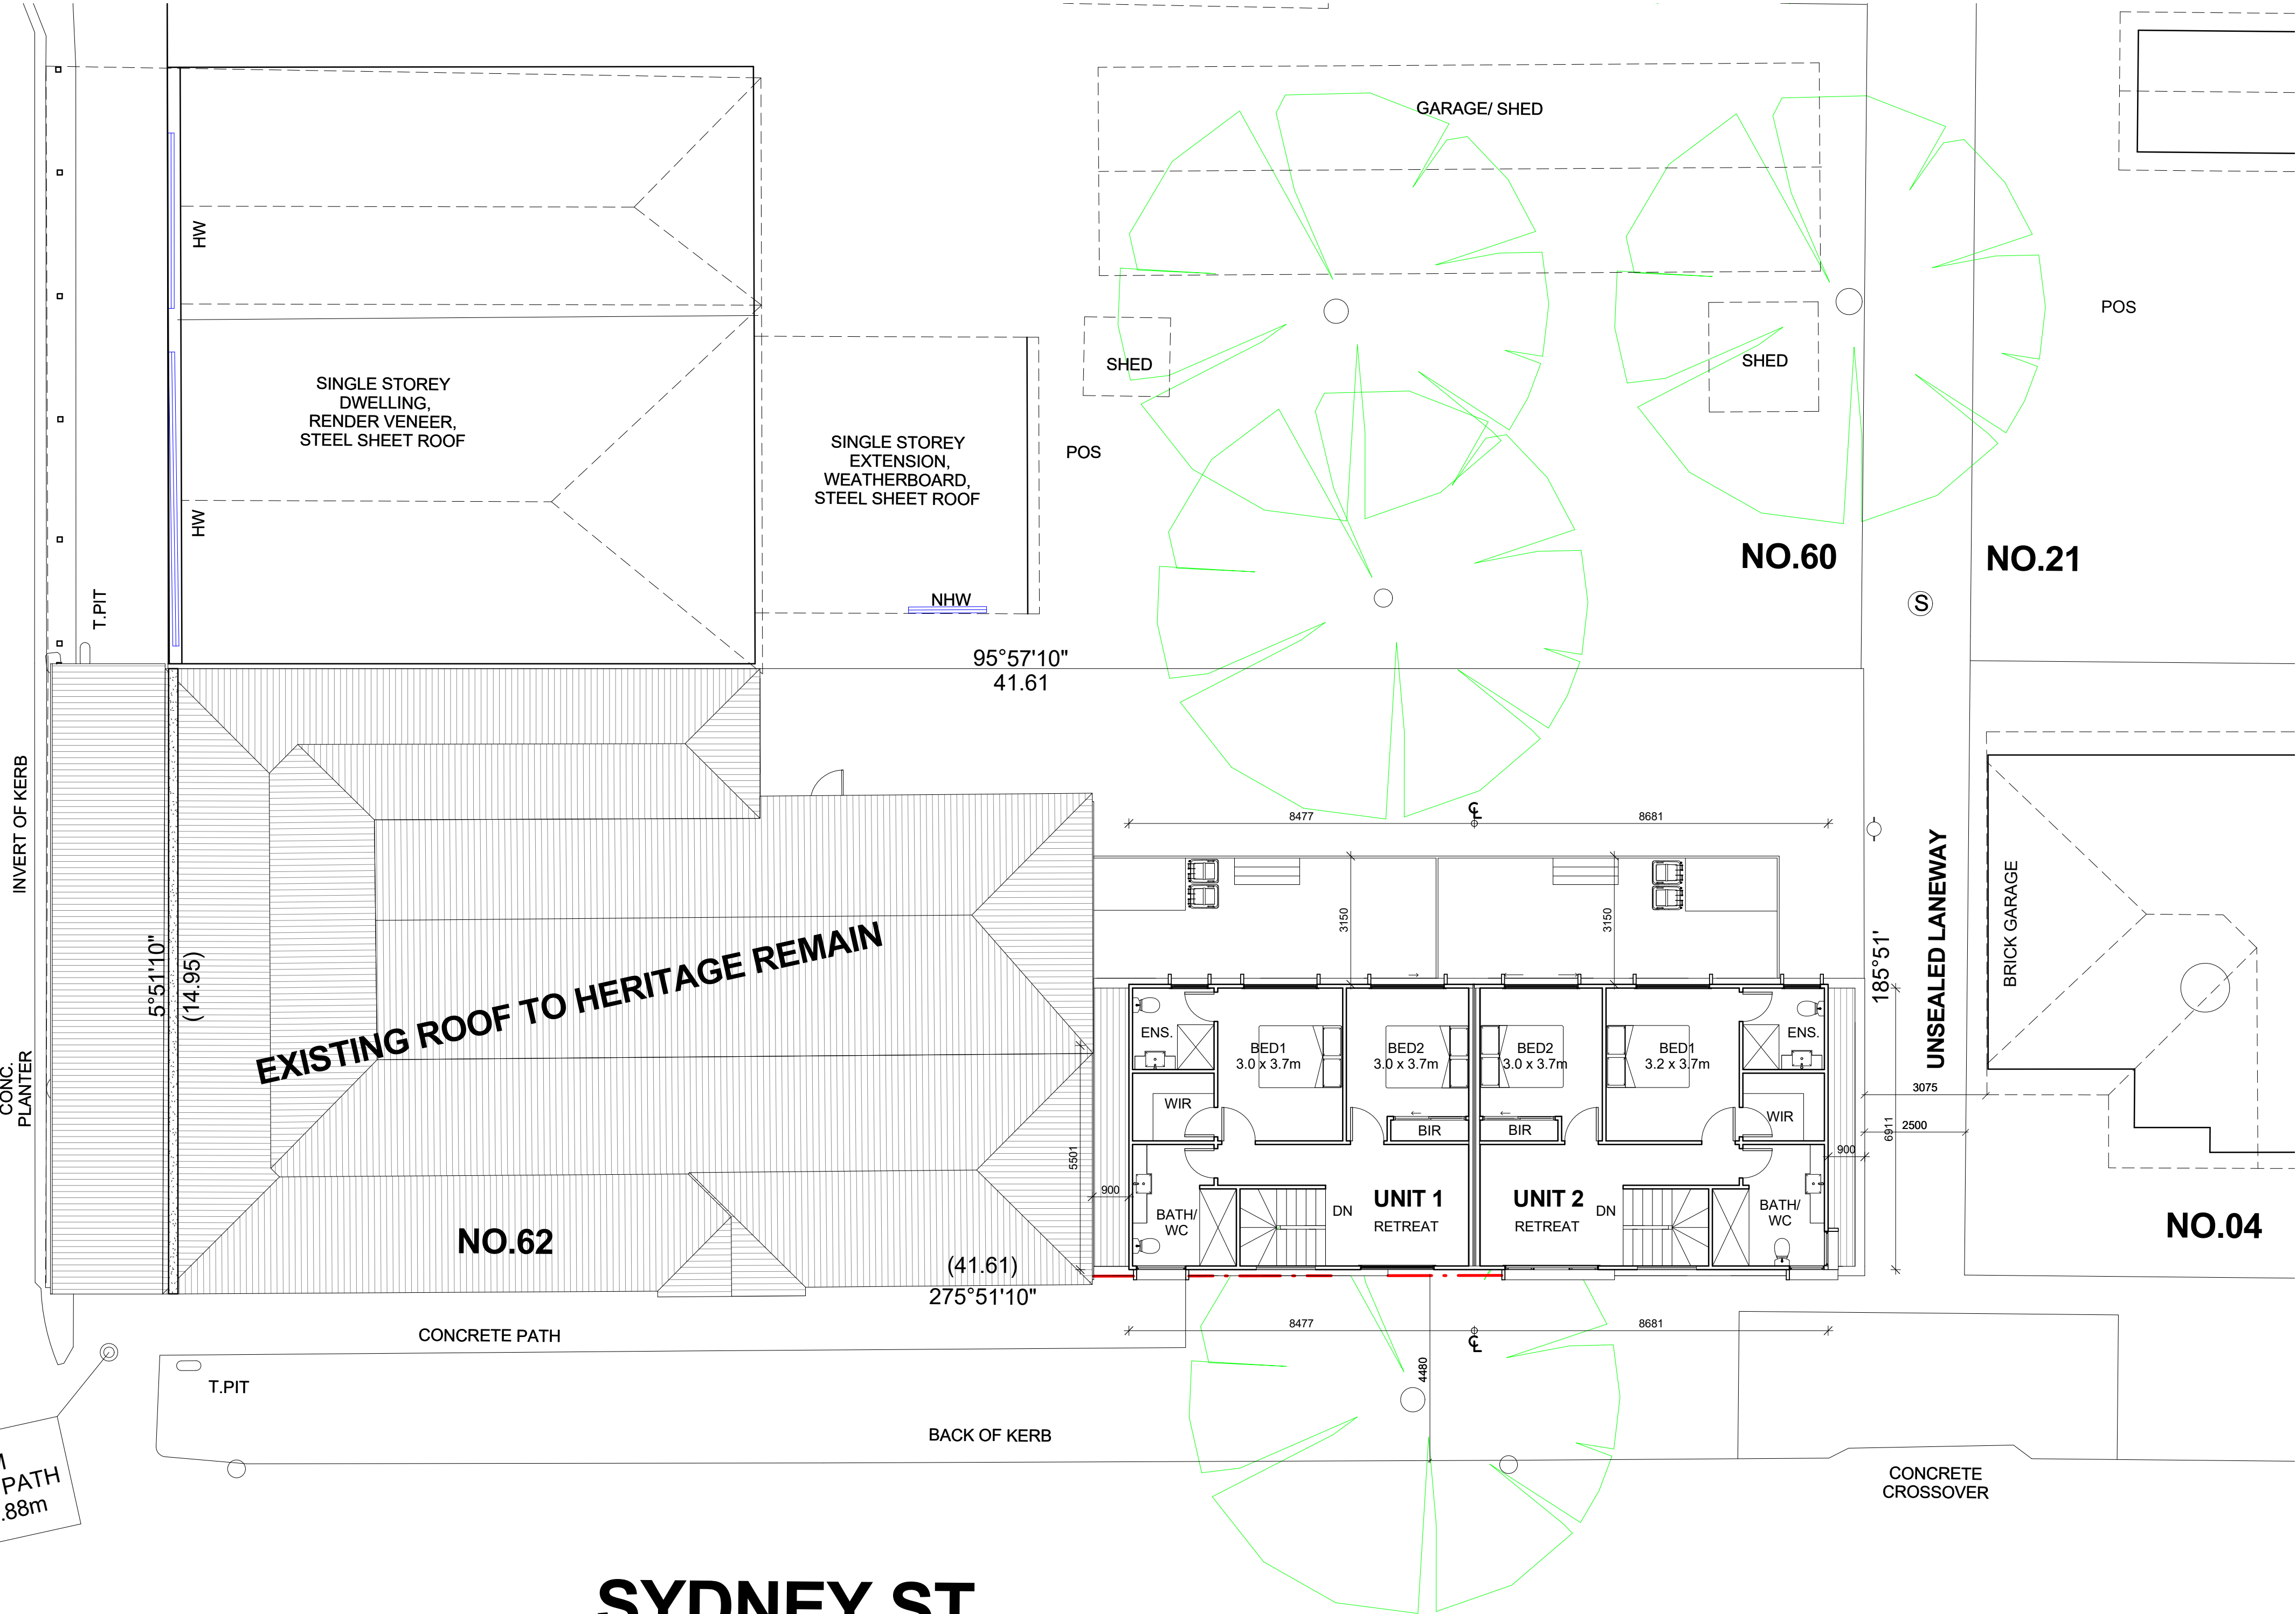 GARAGE/ SHED
HW
POS
SHED
SHED
SINGLE STOREY
DWELLING,
RENDER VENEER,
STEEL SHEET ROOF
SINGLE STOREY
EXTENSION,
WEATHERBOARD,
STEEL SHEET ROOF
POS
HW
NO.60
NO.21
T.PIT
NHW
S
95°57'10"
41.61
INVERT OF KERB
8477
8681
UNSEALED LANEWAY
BRICK GARAGE
3150
3150
5°51'10"
(14.95)
EXISTING ROOF TO HERITAGE REMAIN
185°51'
CONC.
PLANTER
ENS.
BED1
3.0 x 3.7m
BED2
3.0 x 3.7m
BED2
3.0 x 3.7m
BED1
3.2 x 3.7m
ENS.
3075
WIR
WIR
BIR
BIR
6911
2500
5501
900
900
UNIT 1
RETREAT
UNIT 2
RETREAT
DN
DN
BATH/
WC
BATH/
WC
NO.62
NO.04
(41.61)
275°51'10"
CONCRETE PATH
8477
8681
4480
T.PIT
BACK OF KERB
PATH
.88m
CONCRETE
CROSSOVER
SYDNEY ST